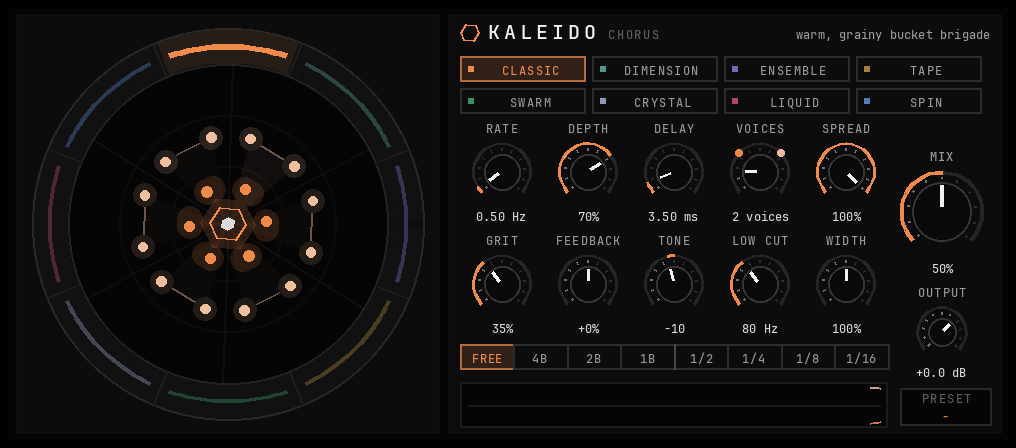 KALEIDO CHORUS warm, grainy bucket brigade
CLASSIC DIMENSION ENSEMBLE TAPE
SWARM CRYSTAL LIQUID SPIN
RATE DEPTH DELAY VOICES SPREAD
MIX
0.50 Hz 70% 3.50 ms 2 voices 100%
GRIT FEEDBACK TONE LOW CUT WIDTH
50%
OUTPUT
35% +0% -10 80 Hz 100%
FREE 4B 2B 1B 1/2 1/4 1/8 1/16
+0.0 dB
PRESET
-